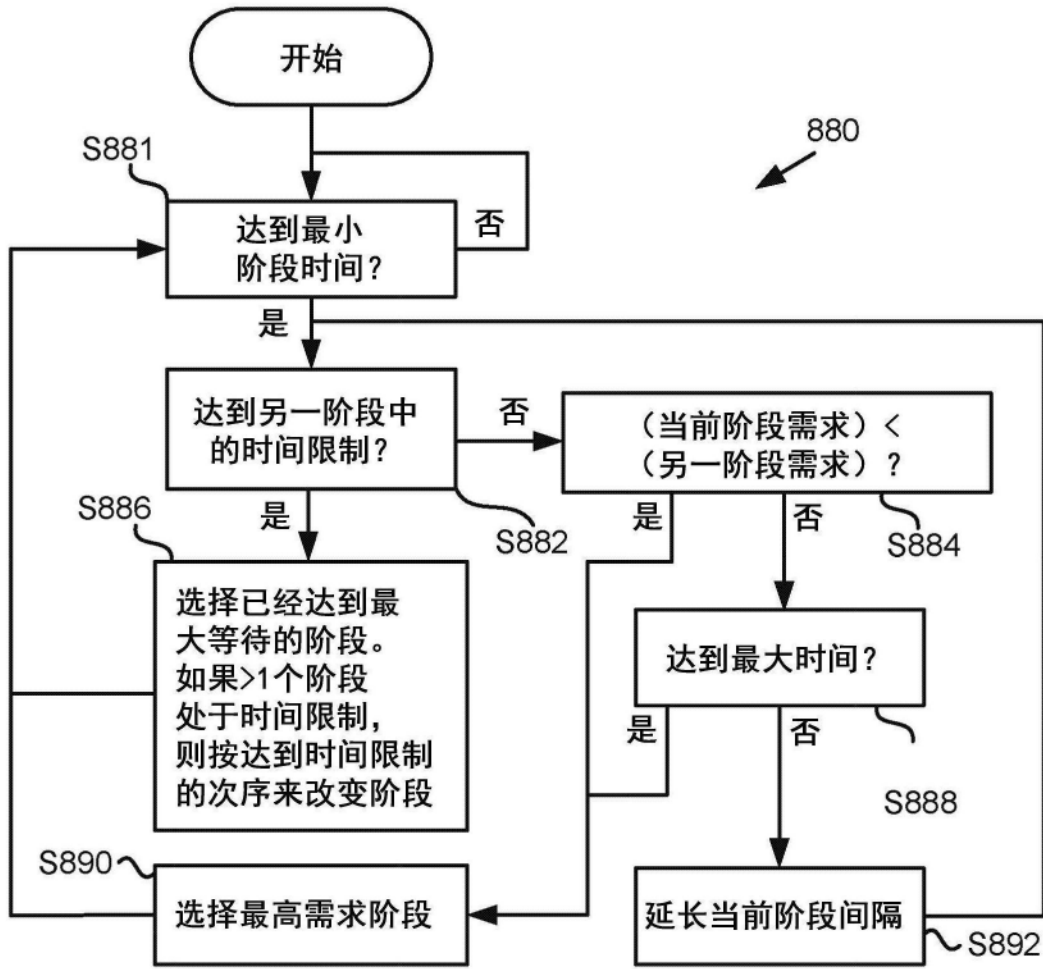 开始
880
S881
达到最小
阶段时间？
否
是
达到另一阶段中
的时间限制？
否
（当前阶段需求）<
（另一阶段需求）？
S886
是
S882
是
否
S884
选择已经达到最
大等待的阶段。
如果>1个阶段
处于时间限制，
则按达到时间限制
的次序来改变阶段
达到最大时间？
是
否
S888
S890
选择最高需求阶段
延长当前阶段间隔
S892